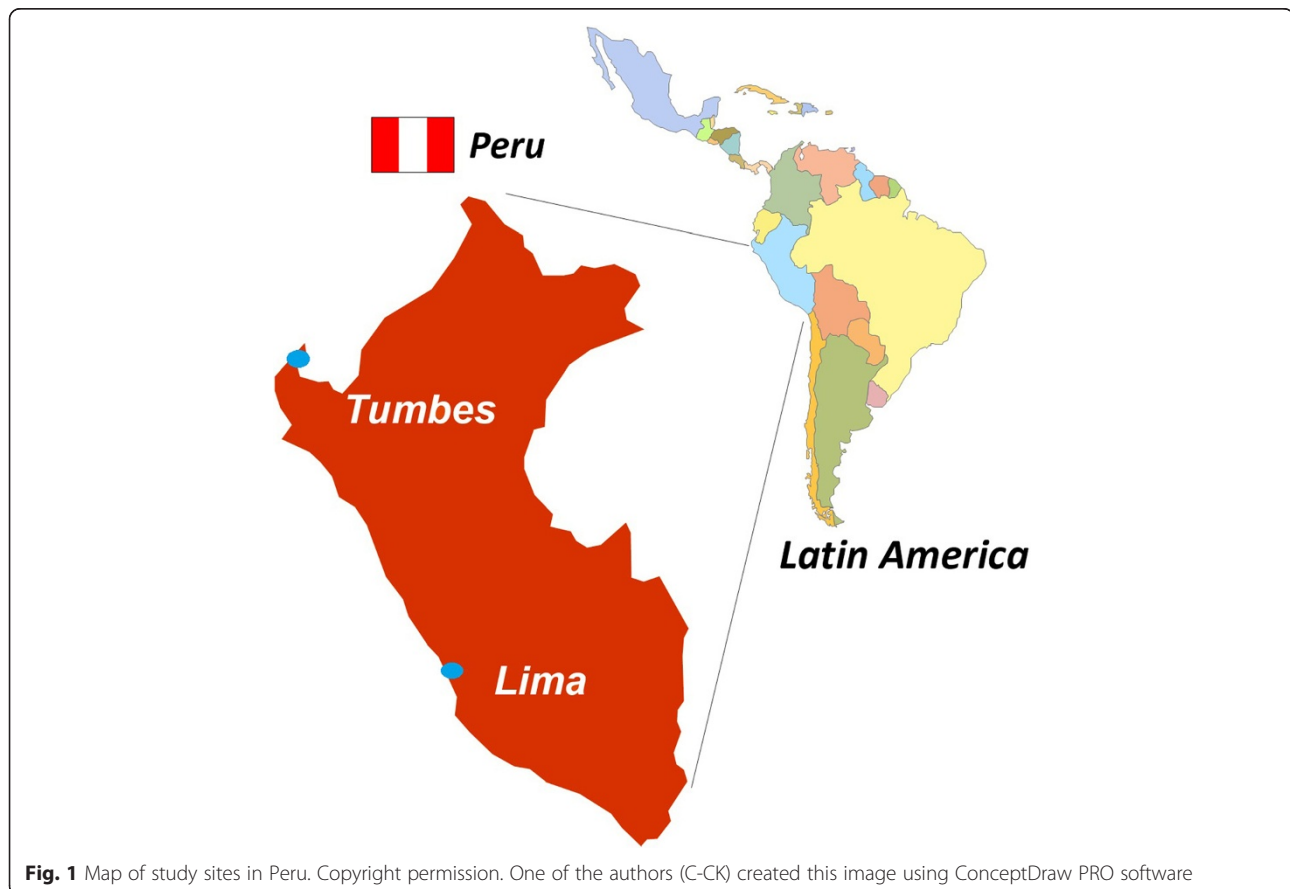 Peru
Tumbes
Lima
Latin America
Fig. 1 Map of study sites in Peru. Copyright permission. One of the authors (C-CK) created this image using ConceptDraw PRO software